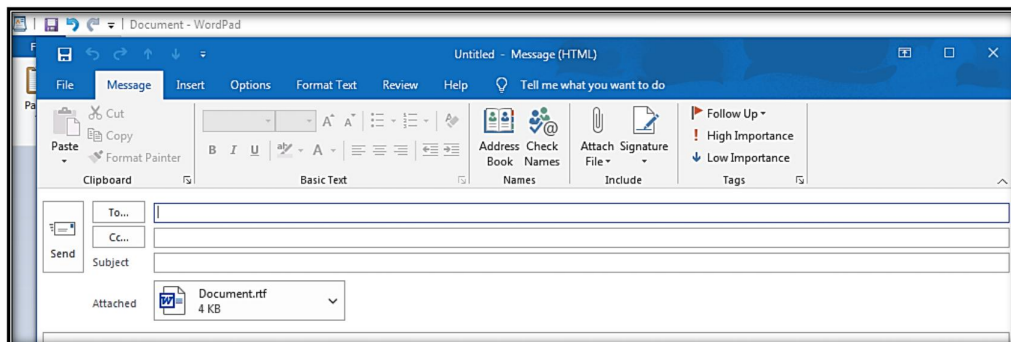 Document - WordPad
F
Pa
Untitled - Message (HTML)
File Message Insert Options Format Text Review Help Tell me what you want to do
Paste
Cut
Copy
Format Painter
Clipboard
A A
B I U ab A
Basic Text
Address Book
Check Names
Names
Attach File
Signature
Include
Follow Up
High Importance
Low Importance
Tags
Send
To...
Cc...
Subject
Attached
Document.rtf
4 KB